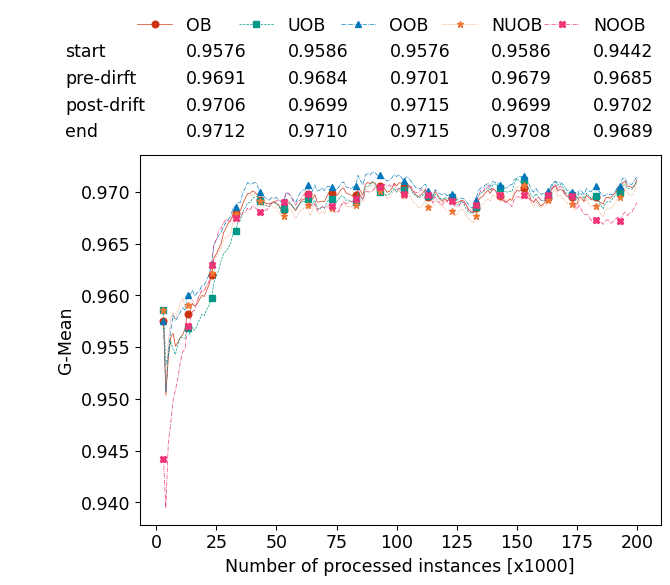 OB UOB OOB NUOB NOOB
start 0.9576 0.9586 0.9576 0.9586 0.9442
pre-dirft 0.9691 0.9684 0.9701 0.9679 0.9685
post-drift 0.9706 0.9699 0.9715 0.9699 0.9702
end 0.9712 0.9710 0.9715 0.9708 0.9689
0.970
0.965
0.960
0.955
0.950
0.945
0.940
G-Mean
0 25 50 75 100 125 150 175 200
Number of processed instances [x1000]